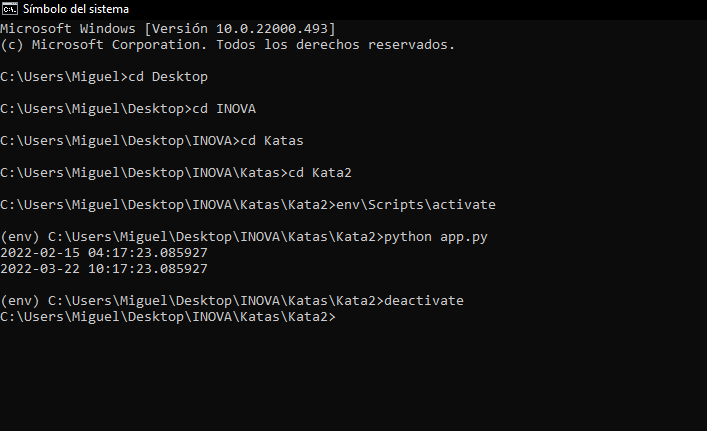 Símbolo del sistema
Microsoft Windows [Versión 10.0.22000.493]
(c) Microsoft Corporation. Todos los derechos reservados.
C:\Users\Miguel>cd Desktop
C:\Users\Miguel\Desktop>cd INOVA
C:\Users\Miguel\Desktop\INOVA>cd Katas
C:\Users\Miguel\Desktop\INOVA\Katas>cd Kata2
C:\Users\Miguel\Desktop\INOVA\Katas\Kata2>env\Scripts\activate
(env) C:\Users\Miguel\Desktop\INOVA\Katas\Kata2>python app.py
2022-02-15 04:17:23.085927
2022-03-22 10:17:23.085927
(env) C:\Users\Miguel\Desktop\INOVA\Katas\Kata2>deactivate
C:\Users\Miguel\Desktop\INOVA\Katas\Kata2>